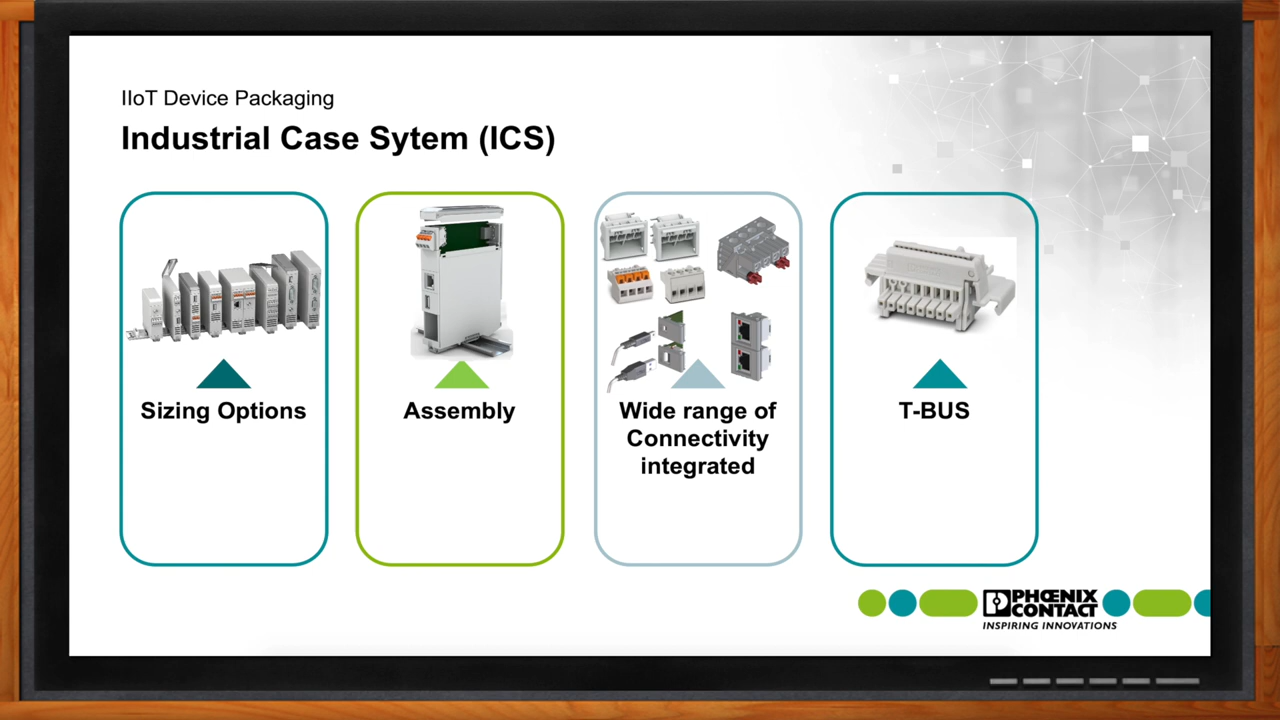 IIoT Device Packaging
Industrial Case Sytem (ICS)
Sizing Options
Assembly
Wide range of
Connectivity
integrated
T-BUS
PHŒNIX
CONTACT
INSPIRING INNOVATIONS